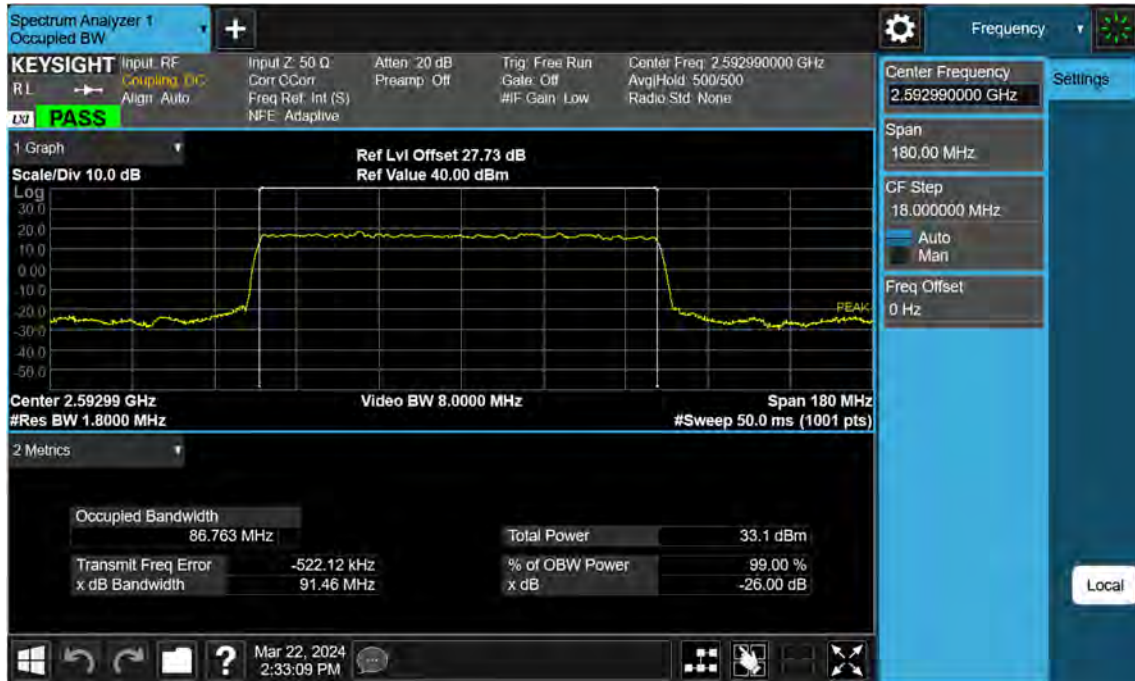 Spectrum Analyzer 1
Occupied BW
Frequency
KEYSIGHT
R L
LXI
PASS
Input: RF
Coupling: DC
Align: Auto
Input Z: 50 Ω
Corr CCorr
Freq Ref: Int (S)
NFE: Adaptive
Atten: 20 dB
Preamp: Off
Trig: Free Run
Gate: Off
#IF Gain: Low
Center Freq: 2.592990000 GHz
Avg|Hold: 500/500
Radio Std: None
Center Frequency
2.592990000 GHz
Settings
Span
180.00 MHz
CF Step
18.000000 MHz
Auto
Man
Freq Offset
0 Hz
1 Graph
Scale/Div 10.0 dB
Ref Lvl Offset 27.73 dB
Ref Value 40.00 dBm
Log
30.0
20.0
10.0
0.00
-10.0
-20.0
-30.0
-40.0
-50.0
PEAK
Center 2.59299 GHz
#Res BW 1.8000 MHz
Video BW 8.0000 MHz
Span 180 MHz
#Sweep 50.0 ms (1001 pts)
2 Metrics
Occupied Bandwidth
86.763 MHz
Total Power 33.1 dBm
Transmit Freq Error -522.12 kHz
% of OBW Power 99.00 %
x dB Bandwidth 91.46 MHz
x dB -26.00 dB
Local
Mar 22, 2024
2:33:09 PM